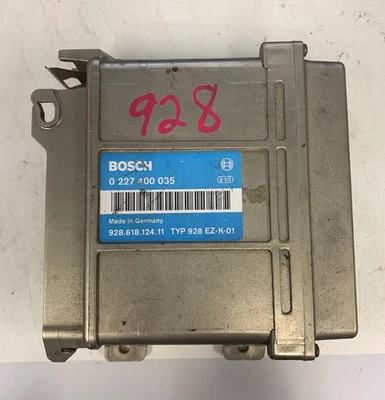 928
BOSCH
0 227 400 035
Made in Germany
928.618.124.11 TYP 928 EZ-K-01